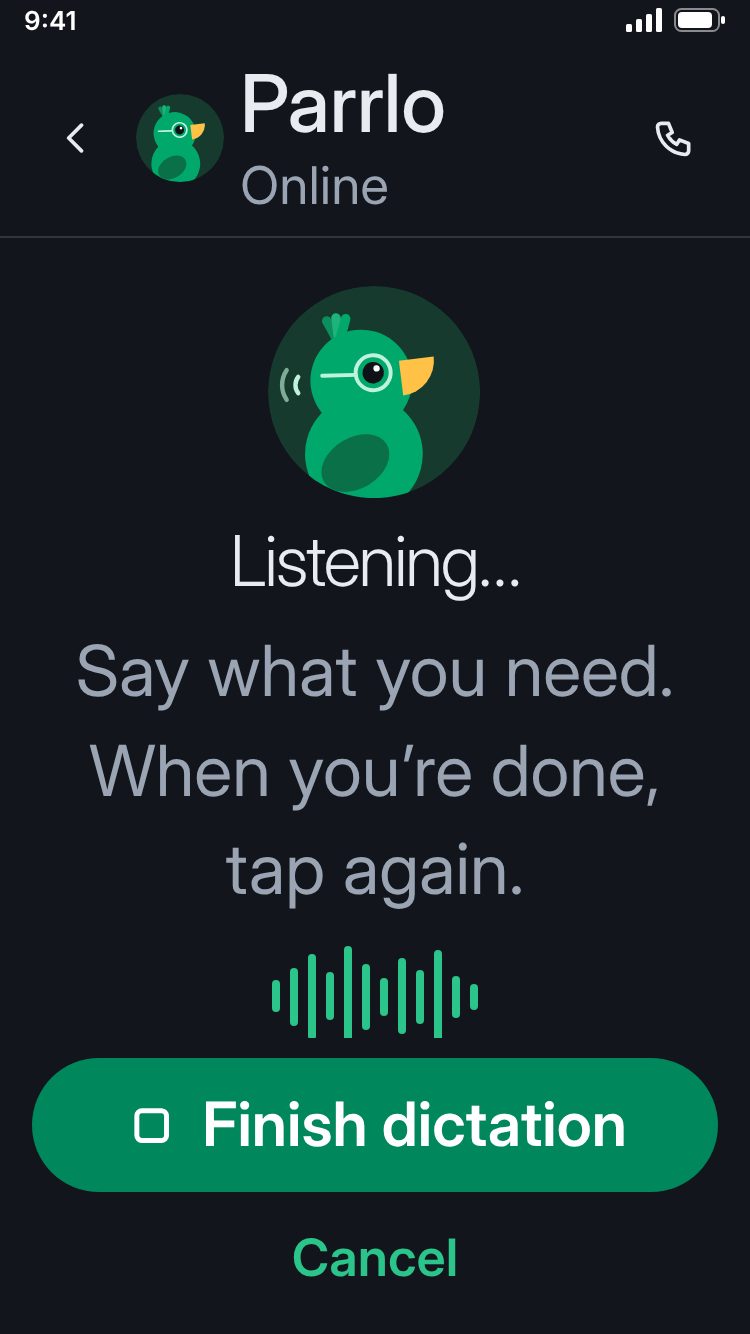 9:41
Parrlo
Online
Listening...
Say what you need.
When you’re done,
tap again.
Finish dictation
Cancel